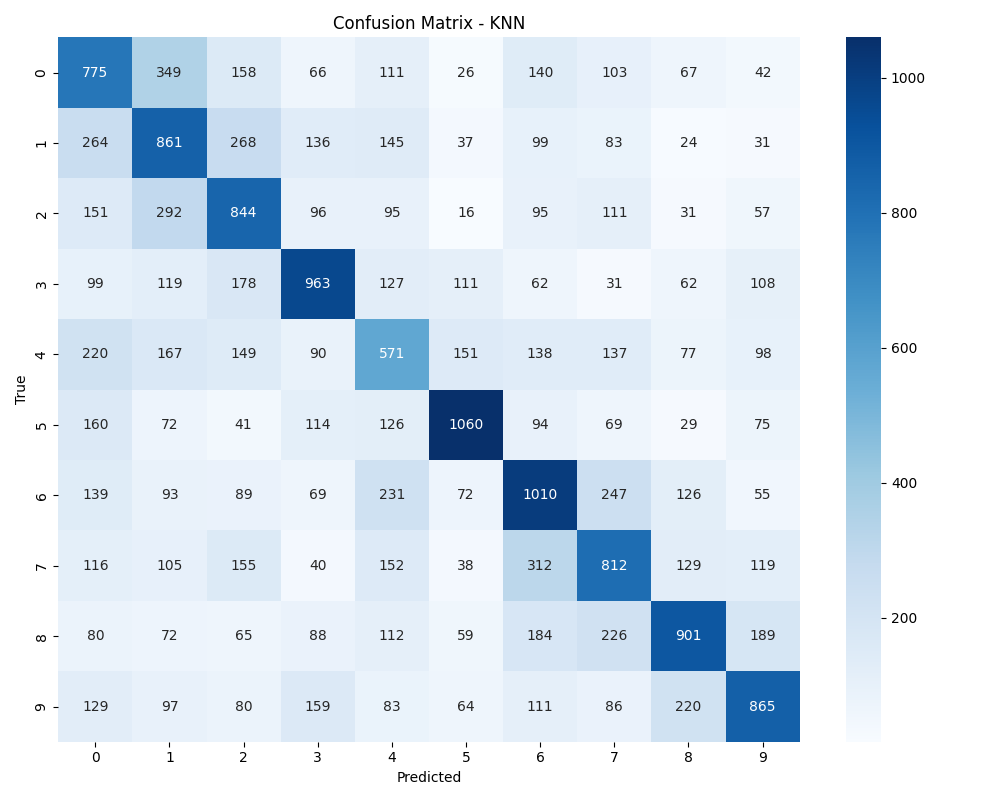 Confusion Matrix - KNN
0 775 349 158 66 111 26 140 103 67 42
1 264 861 268 136 145 37 99 83 24 31
2 151 292 844 96 95 16 95 111 31 57
3 99 119 178 963 127 111 62 31 62 108
4 220 167 149 90 571 151 138 137 77 98
5 160 72 41 114 126 1060 94 69 29 75
6 139 93 89 69 231 72 1010 247 126 55
7 116 105 155 40 152 38 312 812 129 119
8 80 72 65 88 112 59 184 226 901 189
9 129 97 80 159 83 64 111 86 220 865
0 1 2 3 4 5 6 7 8 9
Predicted
True
1000
800
600
400
200